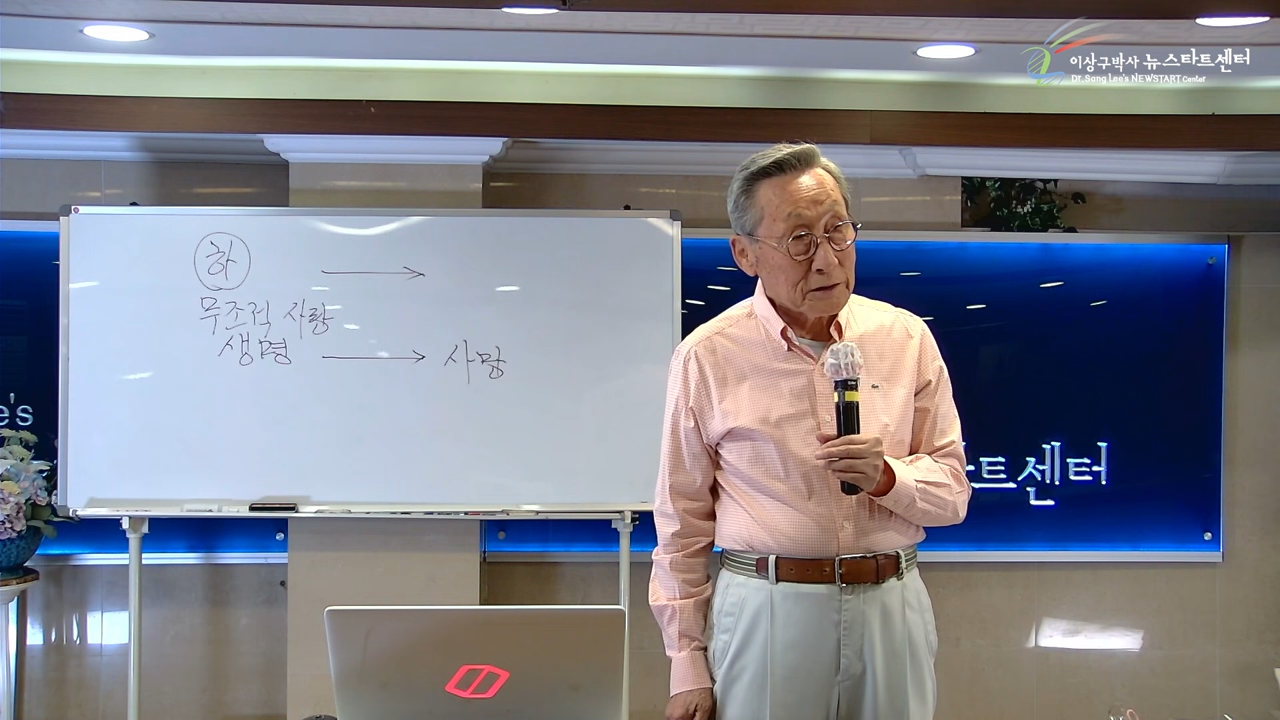 이상구박사 뉴스타트센터
Dr.Sang Lee's NEWSTART Center
하
무조적 사랑
생명 → 사망
e's
트센터